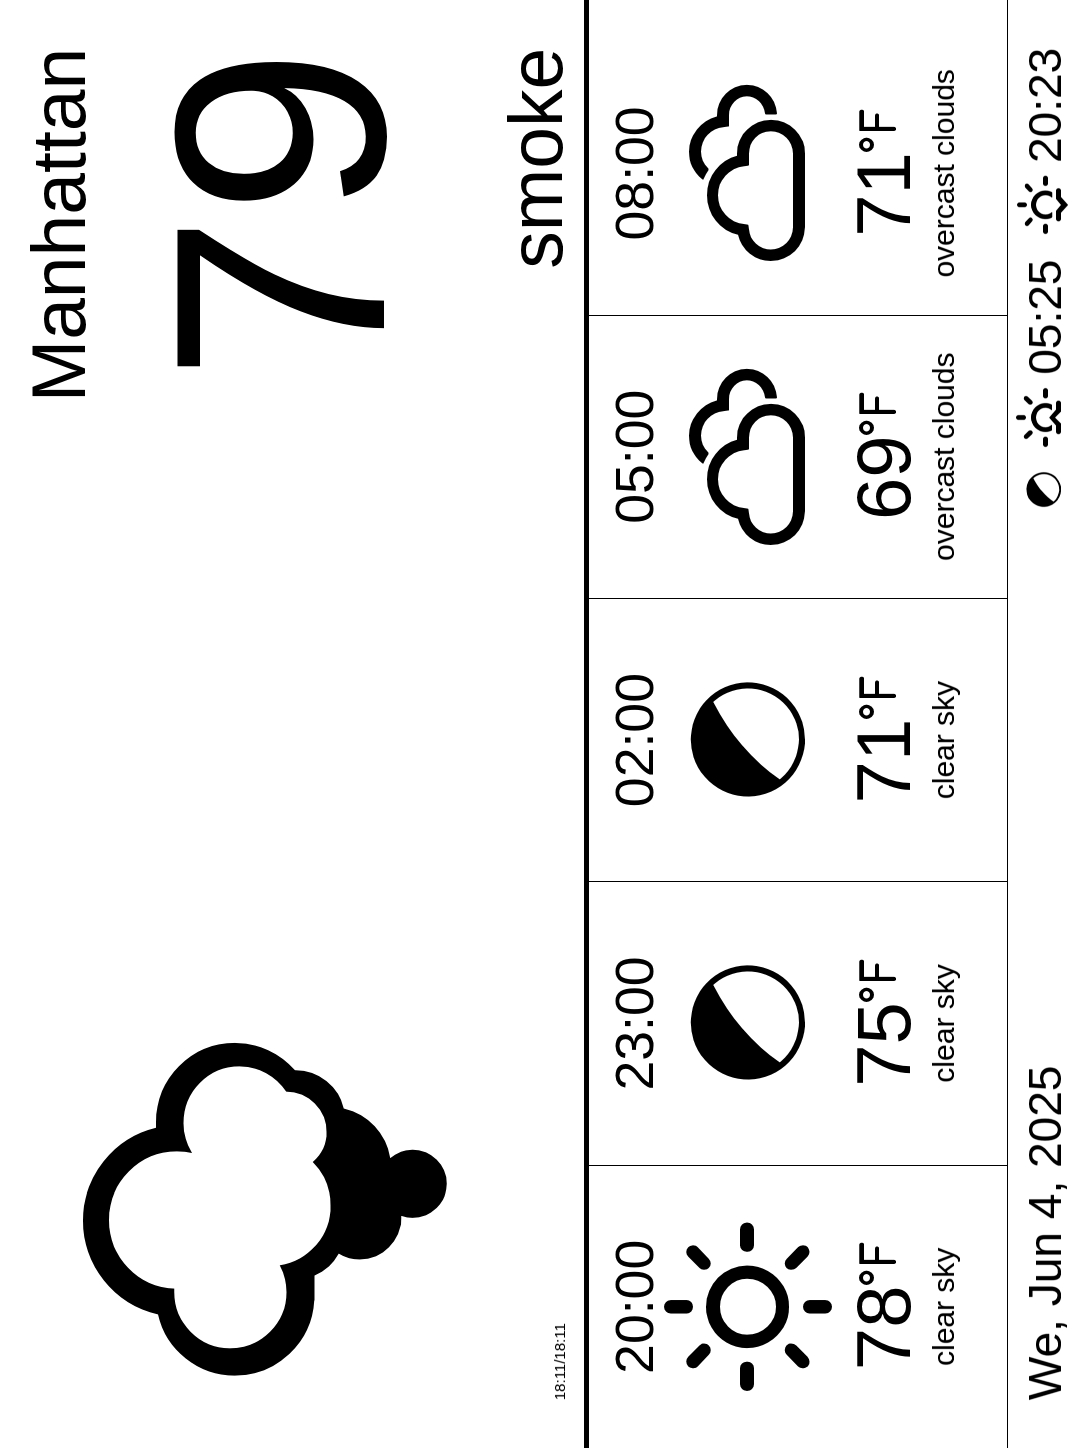 Manhattan
79
smoke
18:11/18:11
20:00 23:00 02:00 05:00 08:00
78°F 75°F 71°F 69°F 71°F
clear sky clear sky clear sky overcast clouds overcast clouds
We, Jun 4, 2025 05:25 20:23